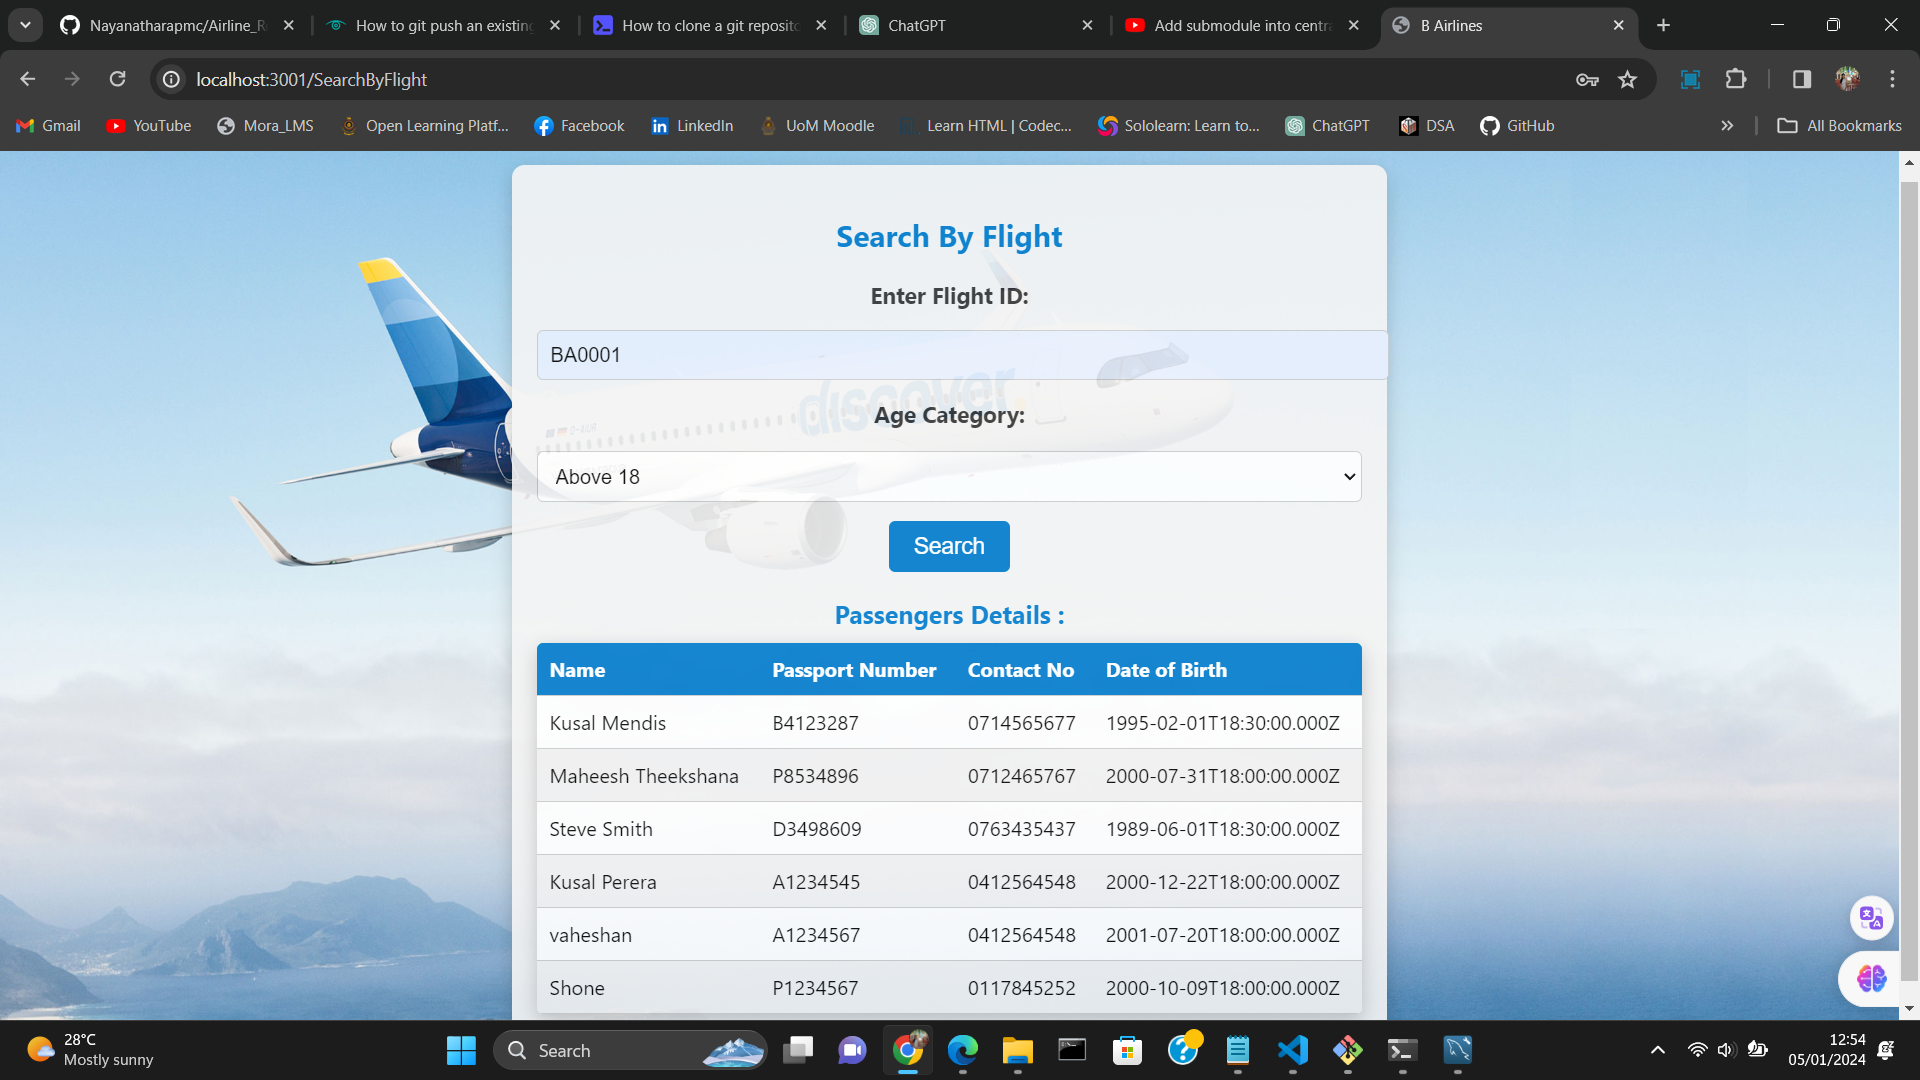 Nayanatharapmc/Airline_R
How to git push an existing
How to clone a git reposito
ChatGPT
Add submodule into centra
B Airlines
localhost:3001/SearchByFlight
Gmail
YouTube
Mora_LMS
Open Learning Platf...
Facebook
LinkedIn
UoM Moodle
Learn HTML | Codec...
Sololearn: Learn to...
ChatGPT
DSA
GitHub
All Bookmarks
Search By Flight
Enter Flight ID:
BA0001
discover
Age Category:
Above 18
Search
Passengers Details :
Name Passport Number Contact No Date of Birth
Kusal Mendis B4123287 0714565677 1995-02-01T18:30:00.000Z
Maheesh Theekshana P8534896 0712465767 2000-07-31T18:00:00.000Z
Steve Smith D3498609 0763435437 1989-06-01T18:30:00.000Z
Kusal Perera A1234545 0412564548 2000-12-22T18:00:00.000Z
vaheshan A1234567 0412564548 2001-07-20T18:00:00.000Z
Shone P1234567 0117845252 2000-10-09T18:00:00.000Z
28°C
Mostly sunny
Search
12:54
05/01/2024